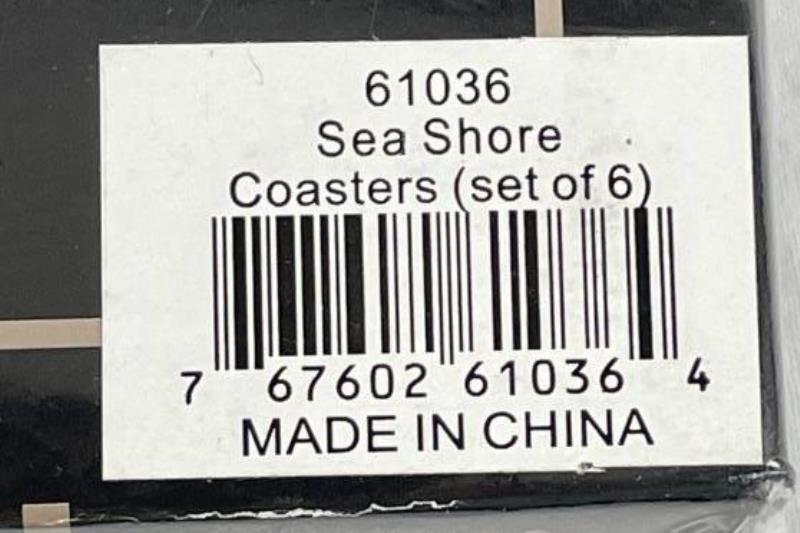 61036
Sea Shore
Coasters (set of 6)
7 67602 61036 4
MADE IN CHINA